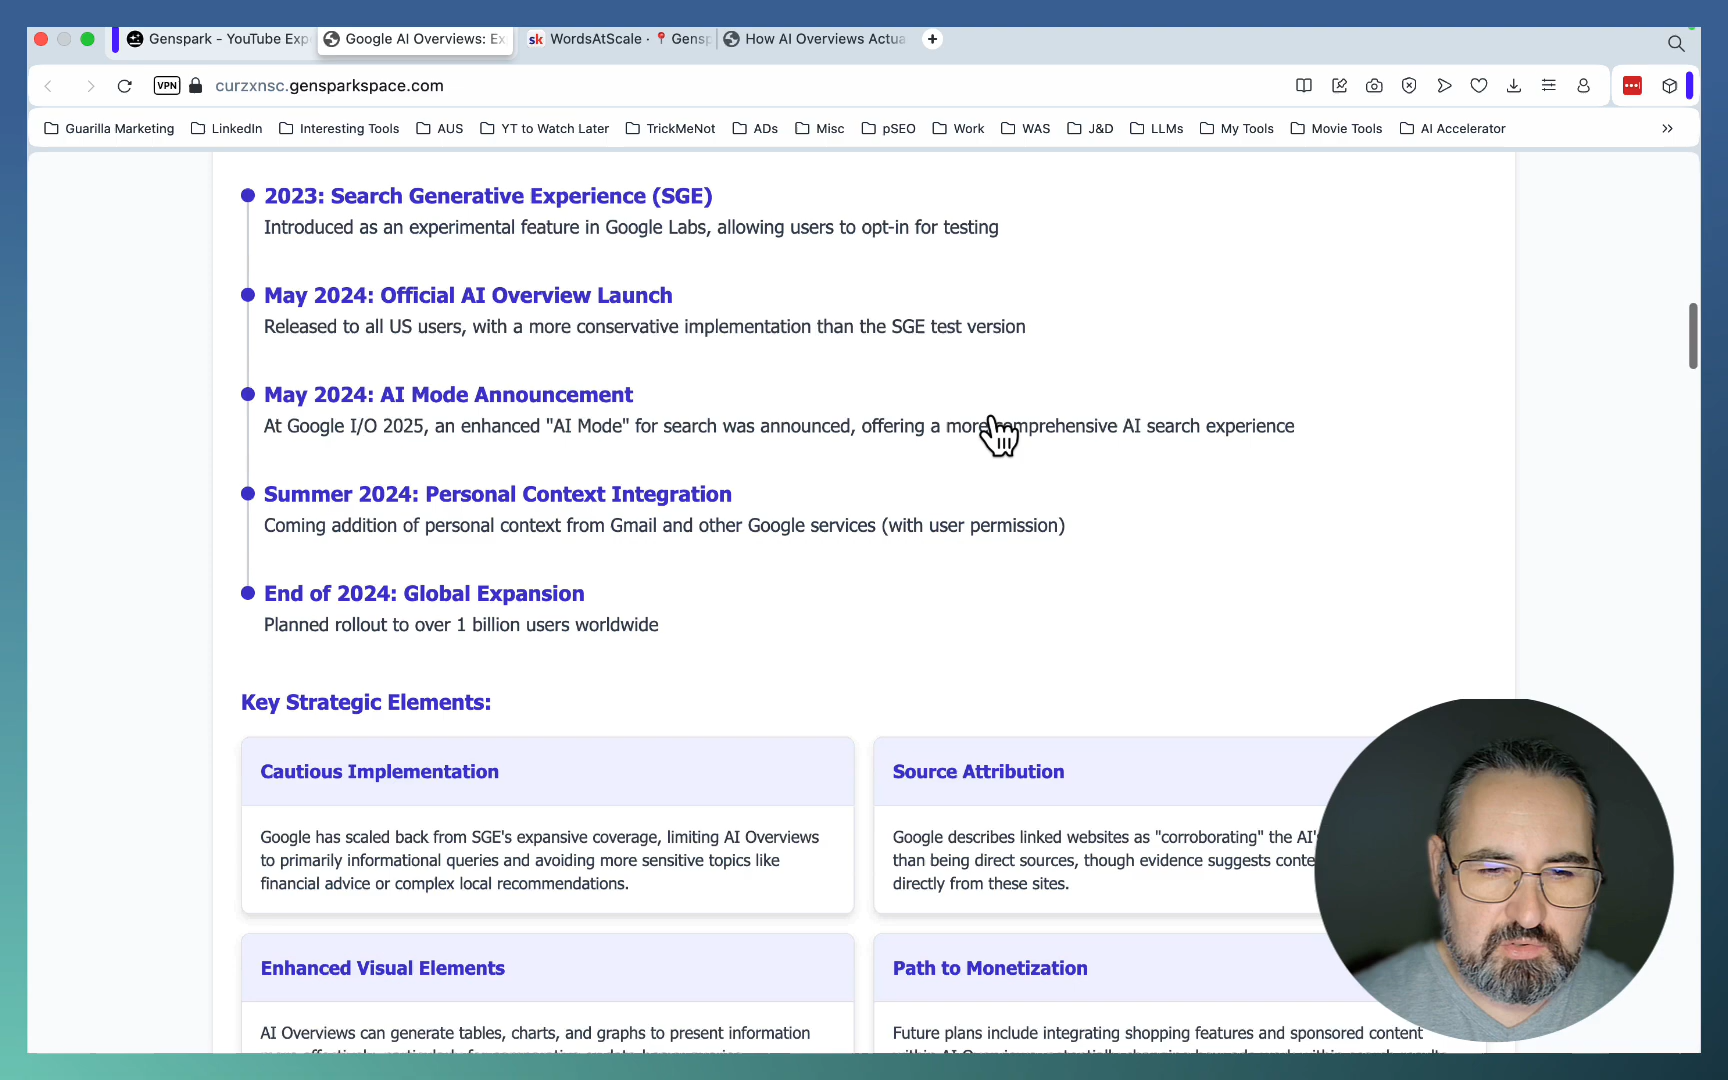 Genspark - YouTube Exp
Google AI Overviews: Ex
sk WordsAtScale · 📍 Gensp
How AI Overviews Actua
VPN curzxnsc.gensparkspace.com
Guarilla Marketing LinkedIn Interesting Tools AUS YT to Watch Later TrickMeNot ADs Misc pSEO Work WAS J&D LLMs My Tools Movie Tools AI Accelerator
2023: Search Generative Experience (SGE)
Introduced as an experimental feature in Google Labs, allowing users to opt-in for testing
May 2024: Official AI Overview Launch
Released to all US users, with a more conservative implementation than the SGE test version
May 2024: AI Mode Announcement
At Google I/O 2025, an enhanced "AI Mode" for search was announced, offering a more mprehensive AI search experience
Summer 2024: Personal Context Integration
Coming addition of personal context from Gmail and other Google services (with user permission)
End of 2024: Global Expansion
Planned rollout to over 1 billion users worldwide
Key Strategic Elements:
Cautious Implementation
Google has scaled back from SGE's expansive coverage, limiting AI Overviews
to primarily informational queries and avoiding more sensitive topics like
financial advice or complex local recommendations.
Source Attribution
Google describes linked websites as "corroborating" the AI'
than being direct sources, though evidence suggests conte
directly from these sites.
Enhanced Visual Elements
AI Overviews can generate tables, charts, and graphs to present information
Path to Monetization
Future plans include integrating shopping features and sponsored content